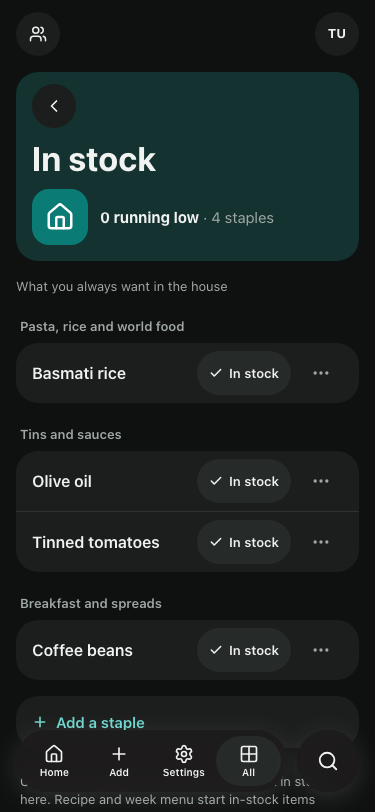 TU
In stock
0 running low · 4 staples
What you always want in the house
Pasta, rice and world food
Basmati rice
In stock
Tins and sauces
Olive oil
In stock
Tinned tomatoes
In stock
Breakfast and spreads
Coffee beans
In stock
Add a staple
Home
Add
Settings
All
in
here. Recipe and week menu start in-stock items